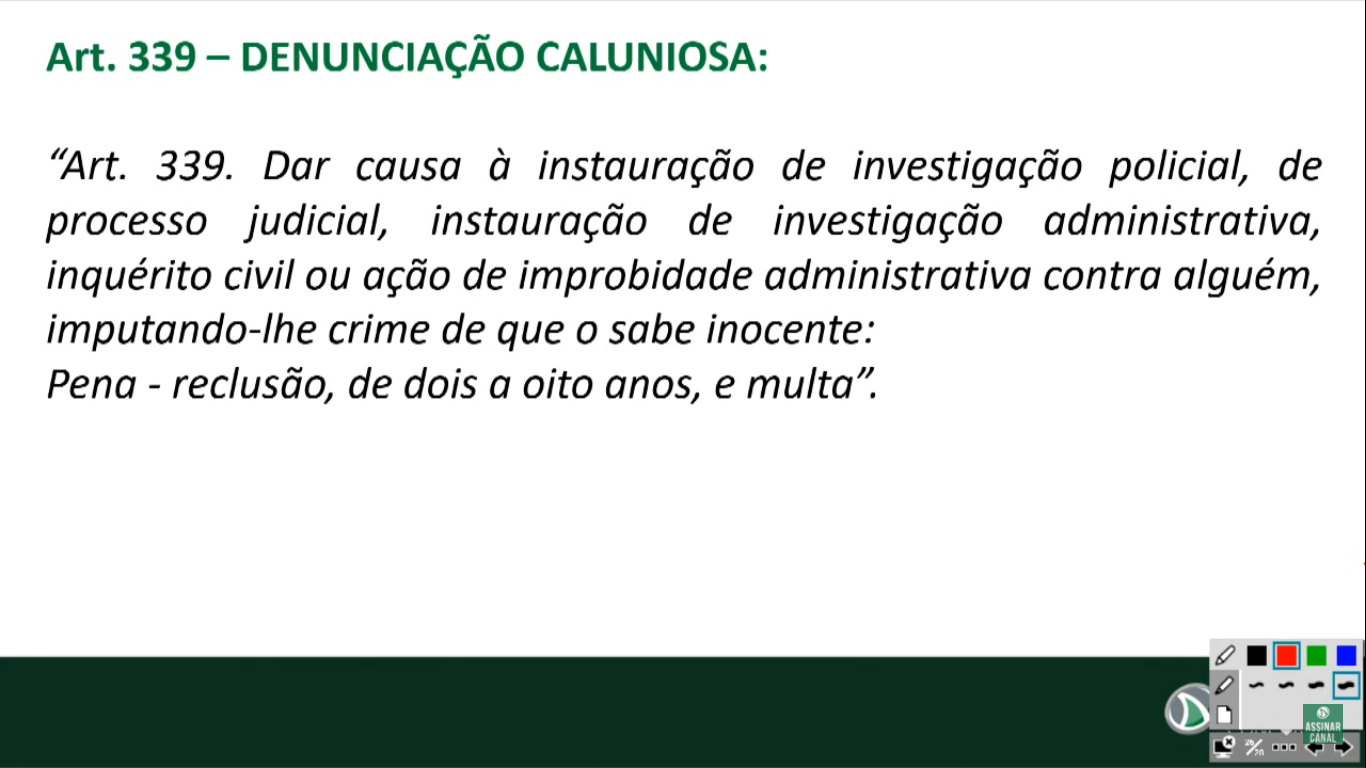 Art. 339 – DENUNCIAÇÃO CALUNIOSA:
“Art. 339. Dar causa à instauração de investigação policial, de
processo judicial, instauração de investigação administrativa,
inquérito civil ou ação de improbidade administrativa contra alguém,
imputando-lhe crime de que o sabe inocente:
Pena - reclusão, de dois a oito anos, e multa”.
ASSINAR
CANAL